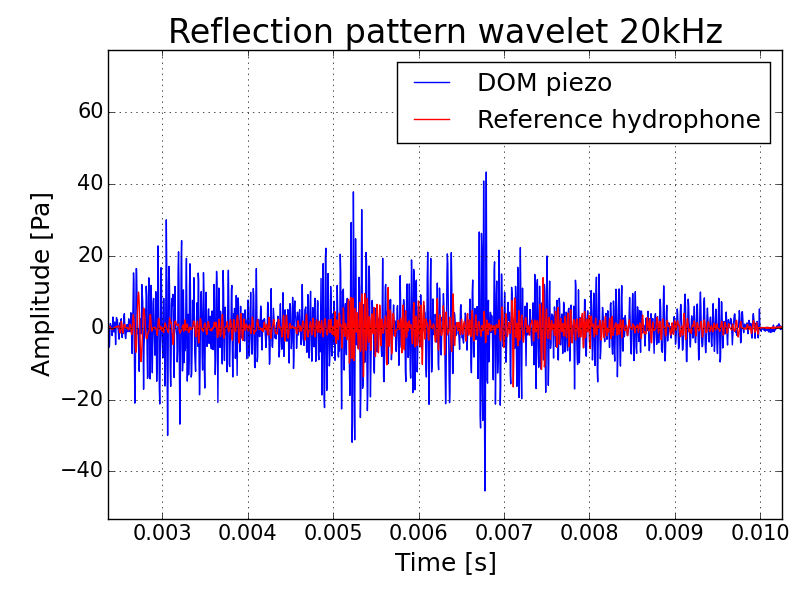 Reflection pattern wavelet 20kHz
DOM piezo
Reference hydrophone
60
40
20
0
−20
−40
Amplitude [Pa]
0.003 0.004 0.005 0.006 0.007 0.008 0.009 0.010
Time [s]